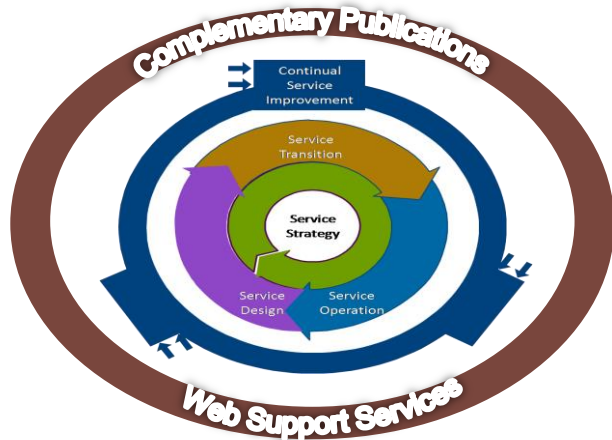 Complementary Publications
Continual
Service
Improvement
Service
Transition
Service
Strategy
Service
Design
Service
Operation
Web Support Services